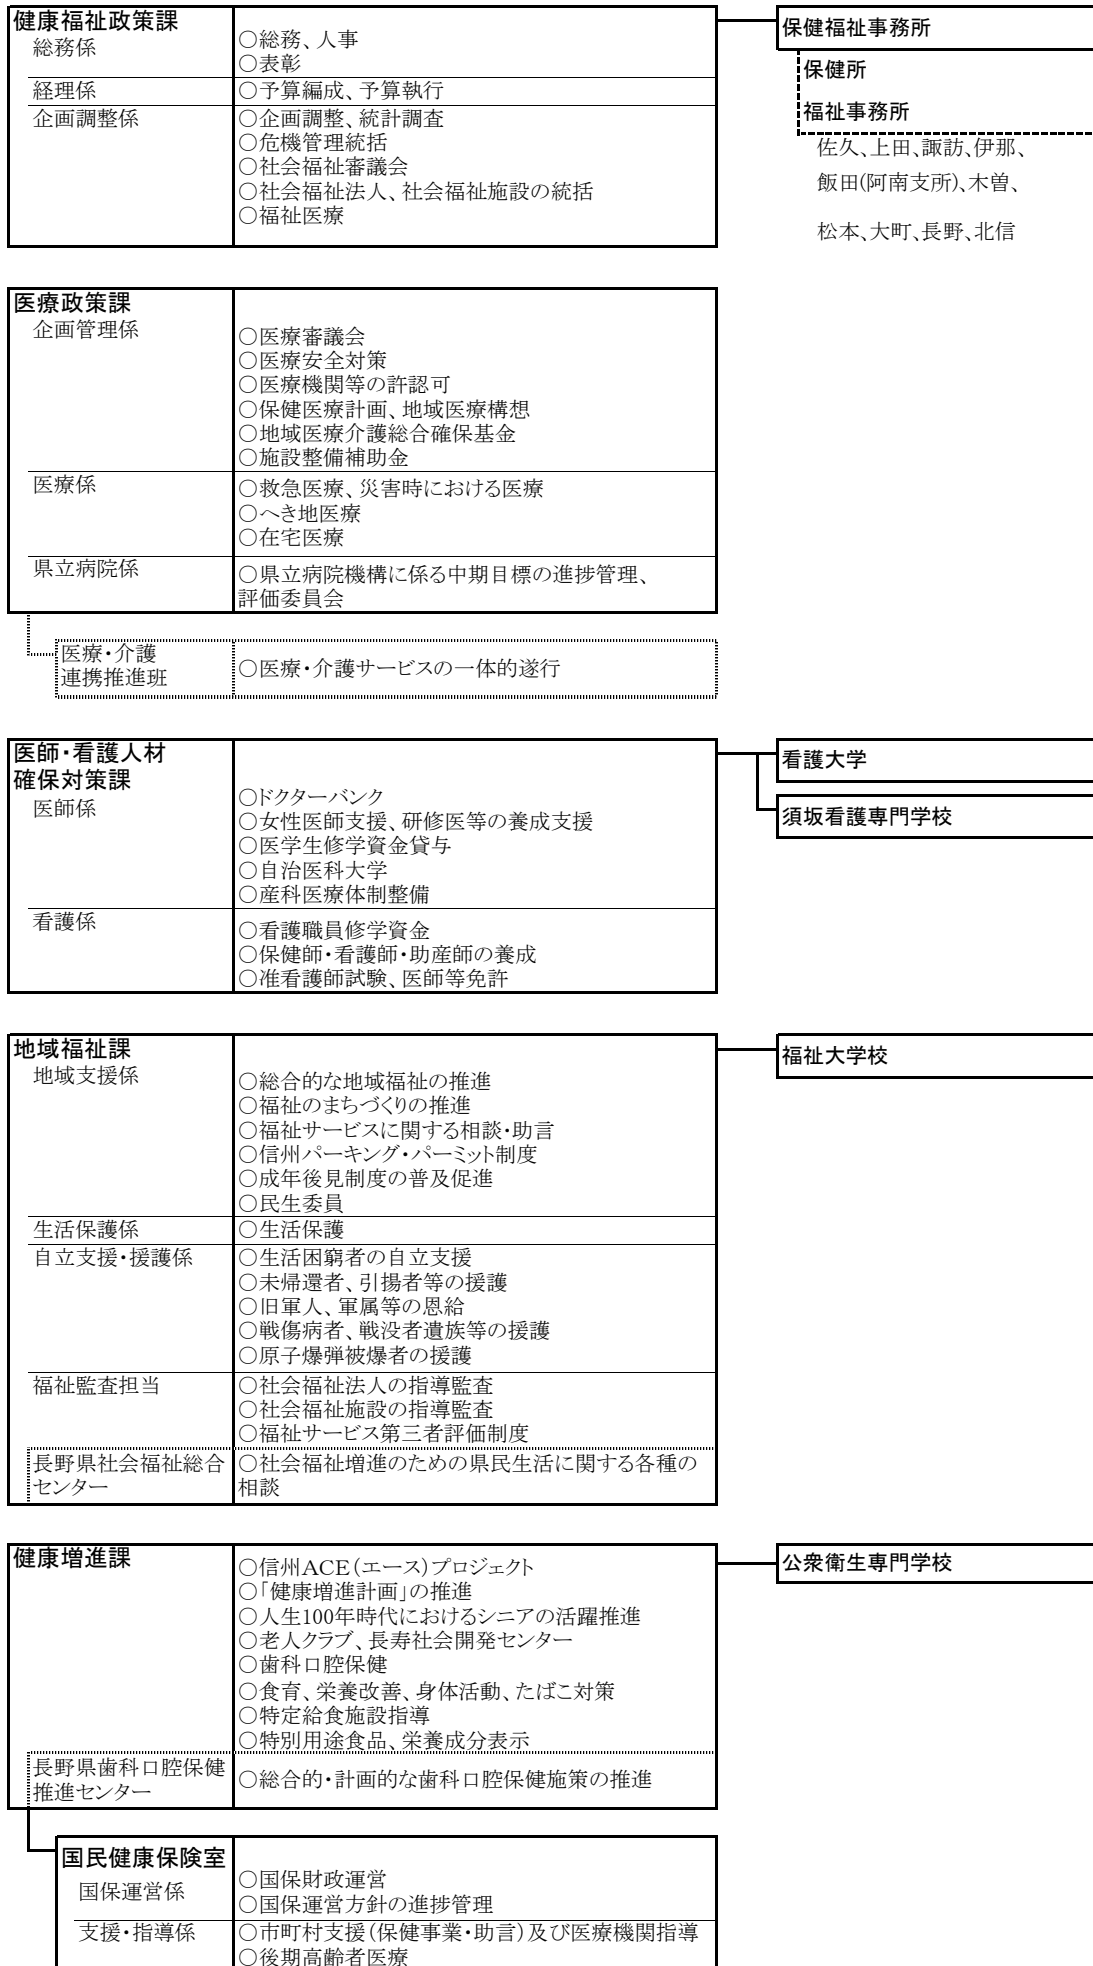 健康福祉政策課
総務係
○総務、人事
○表彰
経理係
○予算編成、予算執行
企画調整係
○企画調整、統計調査
○危機管理統括
○社会福祉審議会
○社会福祉法人、社会福祉施設の統括
○福祉医療
保健福祉事務所
保健所
福祉事務所
佐久、上田、諏訪、伊那、
飯田(阿南支所)、木曽、
松本、大町、長野、北信
医療政策課
企画管理係
○医療審議会
○医療安全対策
○医療機関等の許認可
○保健医療計画、地域医療構想
○地域医療介護総合確保基金
○施設整備補助金
医療係
○救急医療、災害時における医療
○へき地医療
○在宅医療
県立病院係
○県立病院機構に係る中期目標の進捗管理、
評価委員会
医療・介護
連携推進班
○医療・介護サービスの一体的遂行
医師・看護人材
確保対策課
医師係
○ドクターバンク
○女性医師支援、研修医等の養成支援
○医学生修学資金貸与
○自治医科大学
○産科医療体制整備
看護係
○看護職員修学資金
○保健師・看護師・助産師の養成
○准看護師試験、医師等免許
看護大学
須坂看護専門学校
地域福祉課
地域支援係
○総合的な地域福祉の推進
○福祉のまちづくりの推進
○福祉サービスに関する相談・助言
○信州パーキング・パーミット制度
○成年後見制度の普及促進
○民生委員
生活保護係
○生活保護
自立支援・援護係
○生活困窮者の自立支援
○未帰還者、引揚者等の援護
○旧軍人、軍属等の恩給
○戦傷病者、戦没者遺族等の援護
○原子爆弾被爆者の援護
福祉監査担当
○社会福祉法人の指導監査
○社会福祉施設の指導監査
○福祉サービス第三者評価制度
長野県社会福祉総合
センター
○社会福祉増進のための県民生活に関する各種の
相談
福祉大学校
健康増進課
○信州ACE(エース)プロジェクト
○「健康増進計画」の推進
○人生100年時代におけるシニアの活躍推進
○老人クラブ、長寿社会開発センター
○歯科口腔保健
○食育、栄養改善、身体活動、たばこ対策
○特定給食施設指導
○特別用途食品、栄養成分表示
長野県歯科口腔保健
推進センター
○総合的・計画的な歯科口腔保健施策の推進
公衆衛生専門学校
国民健康保険室
国保運営係
○国保財政運営
○国保運営方針の進捗管理
支援・指導係
○市町村支援(保健事業・助言)及び医療機関指導
○後期高齢者医療